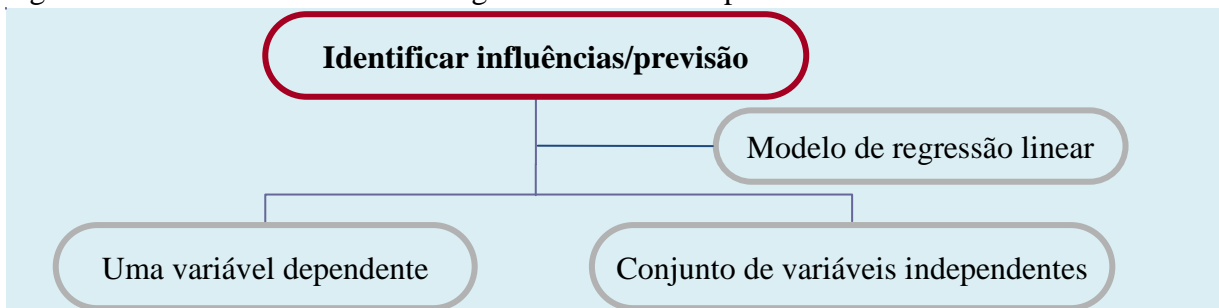 Identificar influências/previsão
Modelo de regressão linear
Uma variável dependente
Conjunto de variáveis independentes